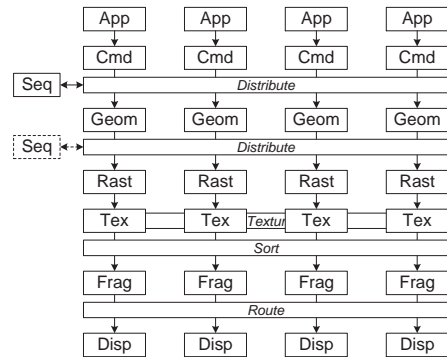 App App App App
Cmd Cmd Cmd Cmd
Seq Distribute
Geom Geom Geom Geom
Seq Distribute
Rast Rast Rast Rast
Tex Tex Textur Tex Tex
Sort
Frag Frag Frag Frag
Route
Disp Disp Disp Disp